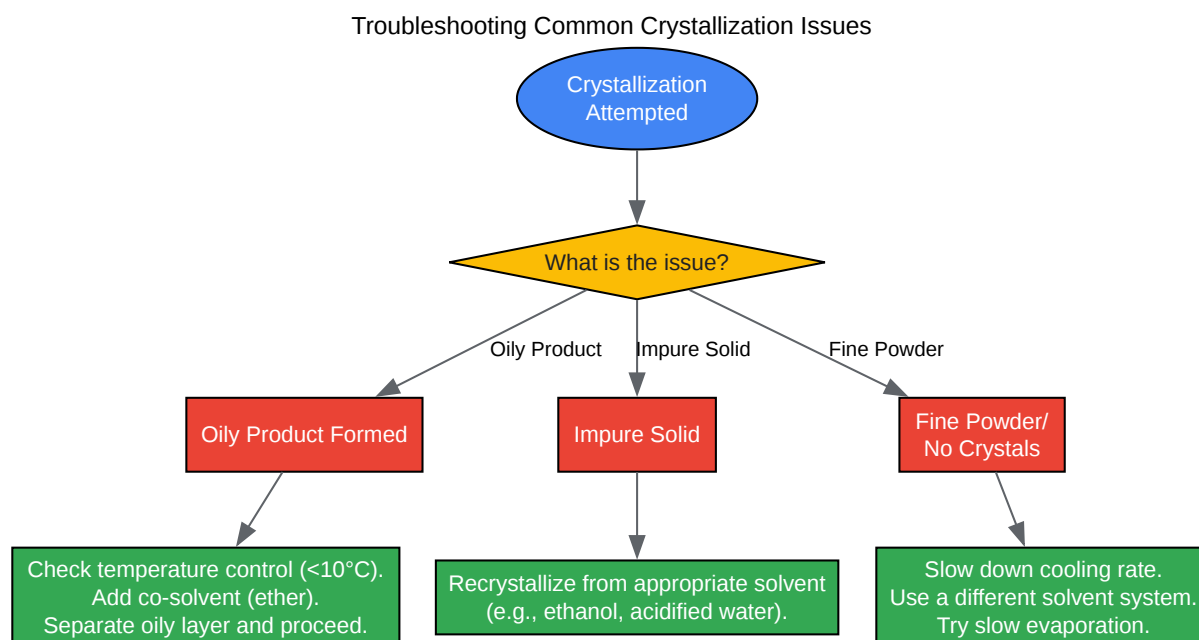 Troubleshooting Common Crystallization Issues
Crystallization
Attempted
What is the issue?
Oily Product
Impure Solid
Fine Powder
Oily Product Formed
Impure Solid
Fine Powder/
No Crystals
Check temperature control (<10°C).
Add co-solvent (ether).
Separate oily layer and proceed.
Recrystallize from appropriate solvent
(e.g., ethanol, acidified water).
Slow down cooling rate.
Use a different solvent system.
Try slow evaporation.